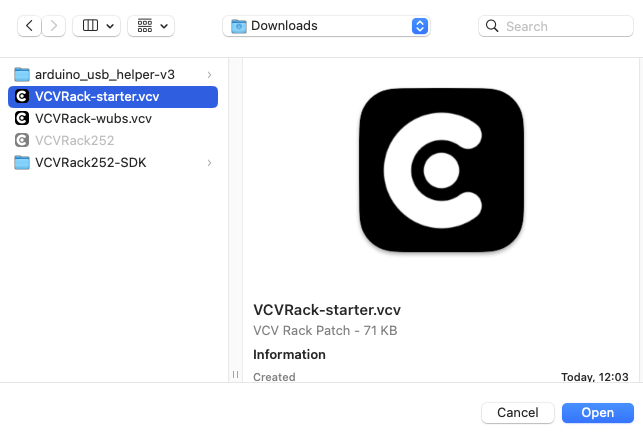 Downloads
Search
arduino_usb_helper-v3
VCVRack-starter.vcv
VCVRack-wubs.vcv
VCVRack252
VCVRack252-SDK
VCVRack-starter.vcv
VCV Rack Patch - 71 KB
Information
Created Today, 12:03
Cancel Open